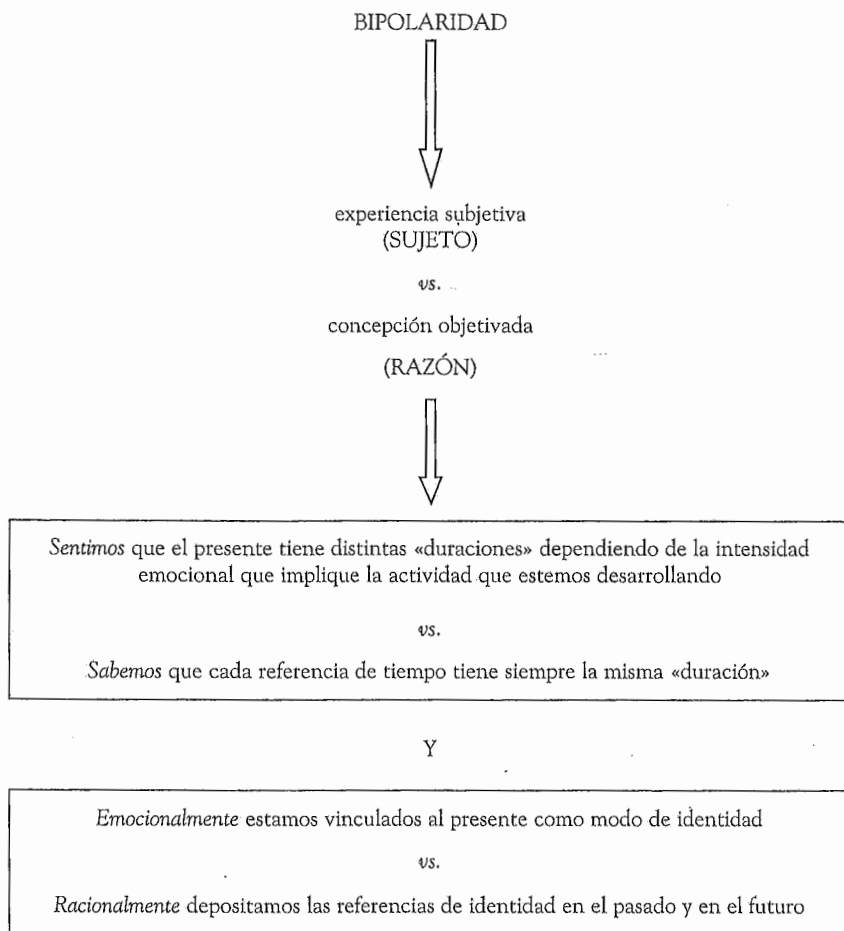 BIPOLARIDAD
experiencia subjetiva
(SUJETO)
vs.
concepción objetivada
(RAZÓN)
Sentimos que el presente tiene distintas «duraciones» dependiendo de la intensidad
emocional que implique la actividad que estemos desarrollando
vs.
Sabemos que cada referencia de tiempo tiene siempre la misma «duración»
Y
Emocionalmente estamos vinculados al presente como modo de identidad
vs.
Racionalmente depositamos las referencias de identidad en el pasado y en el futuro